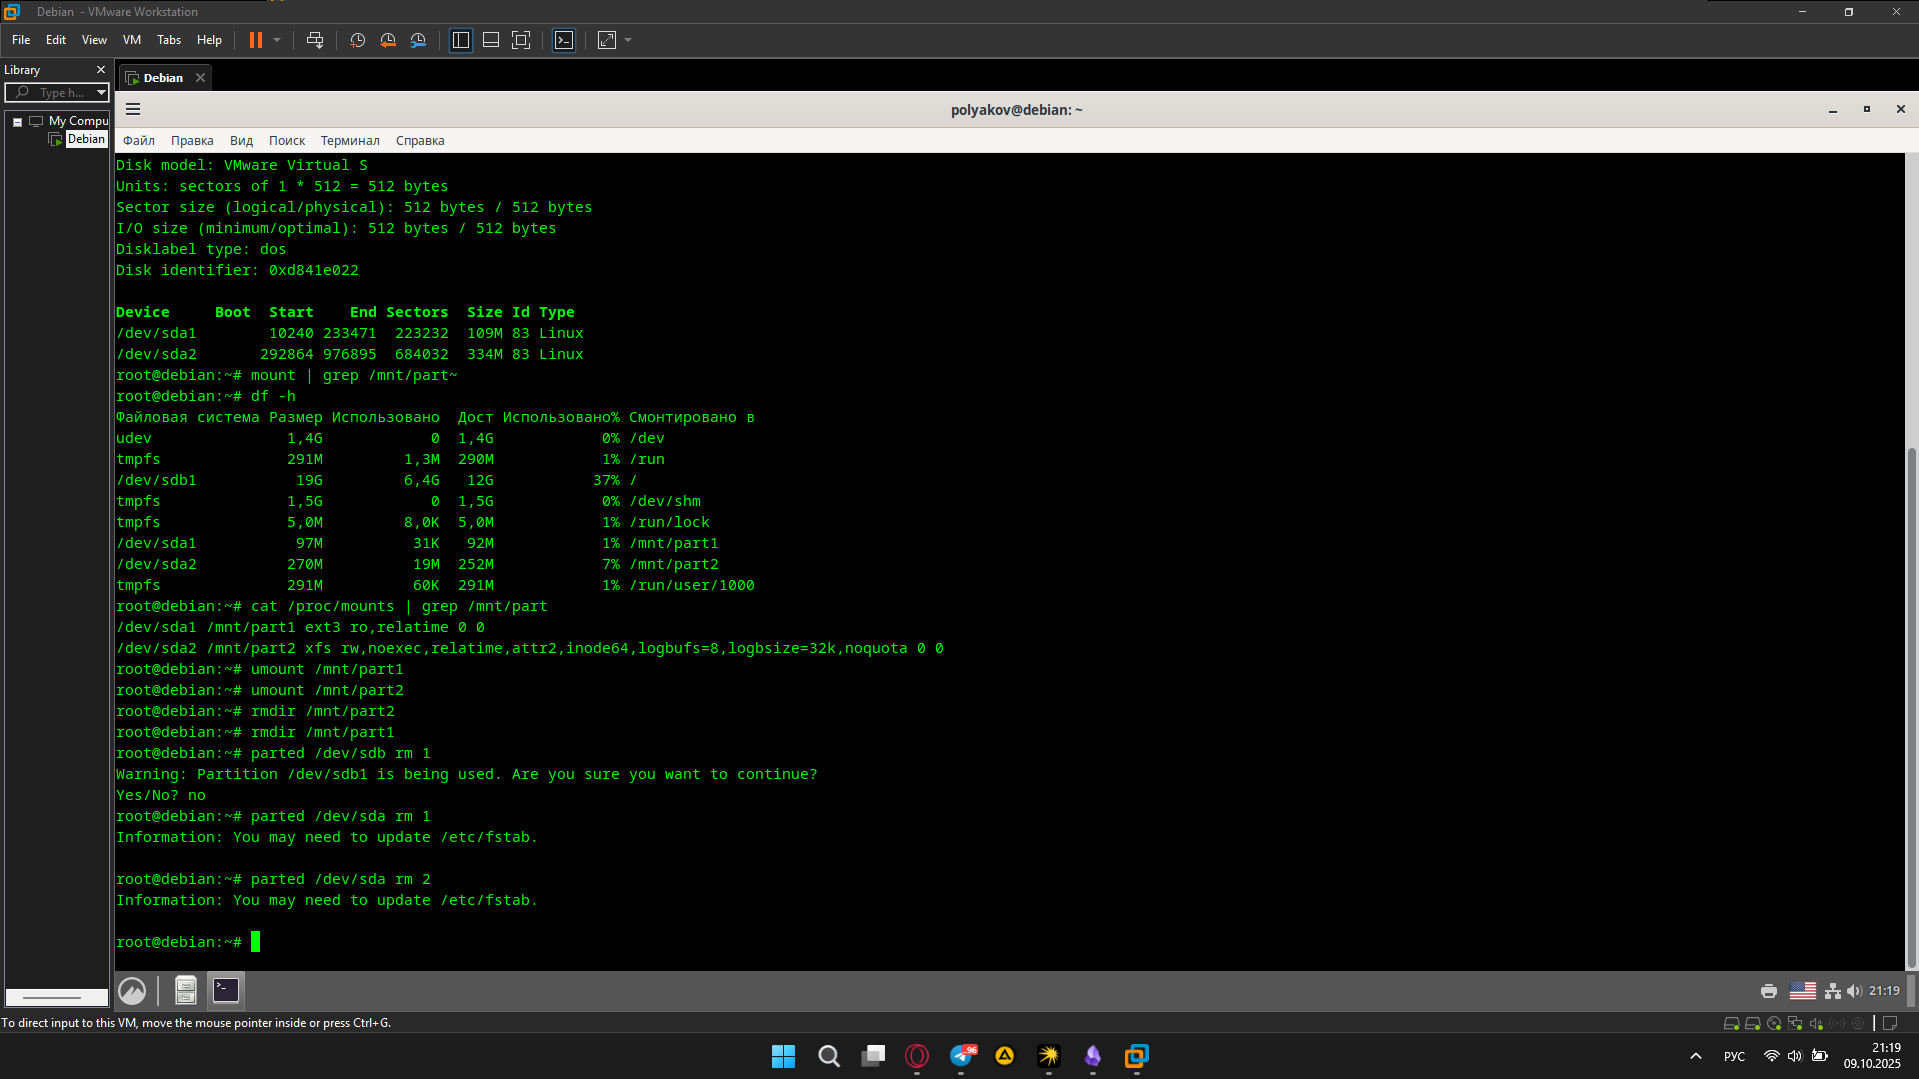 Debian - VMware Workstation
File Edit View VM Tabs Help
Library
Type h...
My Compu
Debian
Debian
polyakov@debian: ~
Файл Правка Вид Поиск Терминал Справка
Disk model: VMware Virtual S
Units: sectors of 1 * 512 = 512 bytes
Sector size (logical/physical): 512 bytes / 512 bytes
I/O size (minimum/optimal): 512 bytes / 512 bytes
Disklabel type: dos
Disk identifier: 0xd841e022
Device     Boot  Start    End Sectors  Size Id Type
/dev/sda1        10240 233471  223232  109M 83 Linux
/dev/sda2       292864 976895  684032  334M 83 Linux
root@debian:~# mount | grep /mnt/part~
root@debian:~# df -h
Файловая система Размер Использовано  Дост Использовано% Смонтировано в
udev               1,4G            0  1,4G            0% /dev
tmpfs              291M         1,3M  290M            1% /run
/dev/sdb1           19G         6,4G   12G           37% /
tmpfs              1,5G            0  1,5G            0% /dev/shm
tmpfs              5,0M         8,0K  5,0M            1% /run/lock
/dev/sda1           97M          31K   92M            1% /mnt/part1
/dev/sda2          270M          19M  252M            7% /mnt/part2
tmpfs              291M          60K  291M            1% /run/user/1000
root@debian:~# cat /proc/mounts | grep /mnt/part
/dev/sda1 /mnt/part1 ext3 ro,relatime 0 0
/dev/sda2 /mnt/part2 xfs rw,noexec,relatime,attr2,inode64,logbufs=8,logbsize=32k,noquota 0 0
root@debian:~# umount /mnt/part1
root@debian:~# umount /mnt/part2
root@debian:~# rmdir /mnt/part2
root@debian:~# rmdir /mnt/part1
root@debian:~# parted /dev/sdb rm 1
Warning: Partition /dev/sdb1 is being used. Are you sure you want to continue?
Yes/No? no
root@debian:~# parted /dev/sda rm 1
Information: You may need to update /etc/fstab.
root@debian:~# parted /dev/sda rm 2
Information: You may need to update /etc/fstab.
root@debian:~#
21:19
To direct input to this VM, move the mouse pointer inside or press Ctrl+G.
96
РУС
21:19
09.10.2025